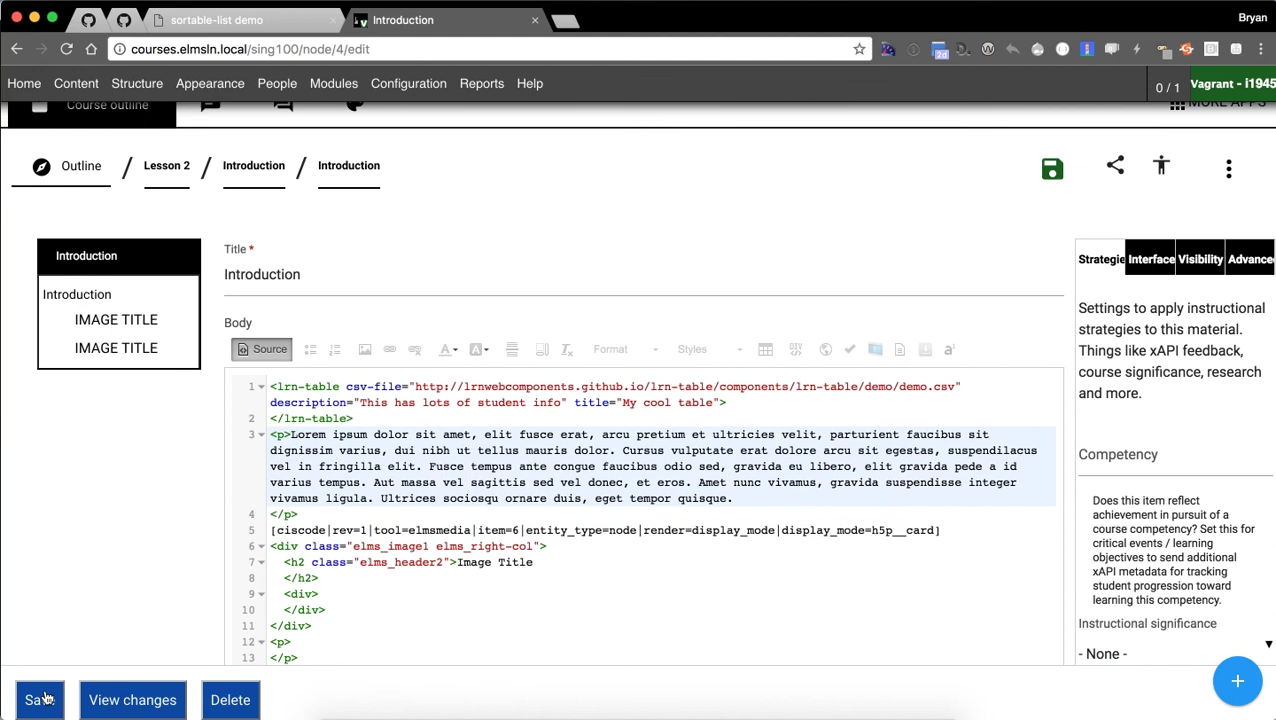 sortable-list demo
Introduction
Bryan
courses.elmsln.local/sing100/node/4/edit
7d
Home Content Structure Appearance People Modules Configuration Reports Help
0 / 1
Vagrant - i1945
Course outline
MORE APPS
Outline / Lesson 2 / Introduction / Introduction
Introduction
Introduction
IMAGE TITLE
IMAGE TITLE
Title *
Introduction
Body
Source
Format
Styles
1 <lrn-table csv-file="http://lrnwebcomponents.github.io/lrn-table/components/lrn-table/demo/demo.csv"
description="This has lots of student info" title="My cool table">
2 </lrn-table>
3 <p>Lorem ipsum dolor sit amet, elit fusce erat, arcu pretium et ultricies velit, parturient faucibus sit
dignissim varius, dui nibh ut tellus mauris dolor. Cursus vulputate erat dolore arcu sit egestas, suspendilacus
vel in fringilla elit. Fusce tempus ante congue faucibus odio sed, gravida eu libero, elit gravida pede a id
varius tempus. Aut massa vel sagittis sed vel donec, et eros. Amet nunc vivamus, gravida suspendisse integer
vivamus ligula. Ultrices sociosqu ornare duis, eget tempor quisque.
4 </p>
5 [ciscode|rev=1|tool=elmsmedia|item=6|entity_type=node|render=display_mode|display_mode=h5p__card]
6 <div class="elms_image1 elms_right-col">
7 <h2 class="elms_header2">Image Title
8 </h2>
9 <div>
10 </div>
11 </div>
12 <p>
13 </p>
Strategie Interface Visibility Advance
Settings to apply instructional
strategies to this material.
Things like xAPI feedback,
course significance, research
and more.
Competency
Does this item reflect
achievement in pursuit of a
course competency? Set this for
critical events / learning
objectives to send additional
xAPI metadata for tracking
student progression toward
learning this competency.
Instructional significance
- None -
Save
View changes
Delete